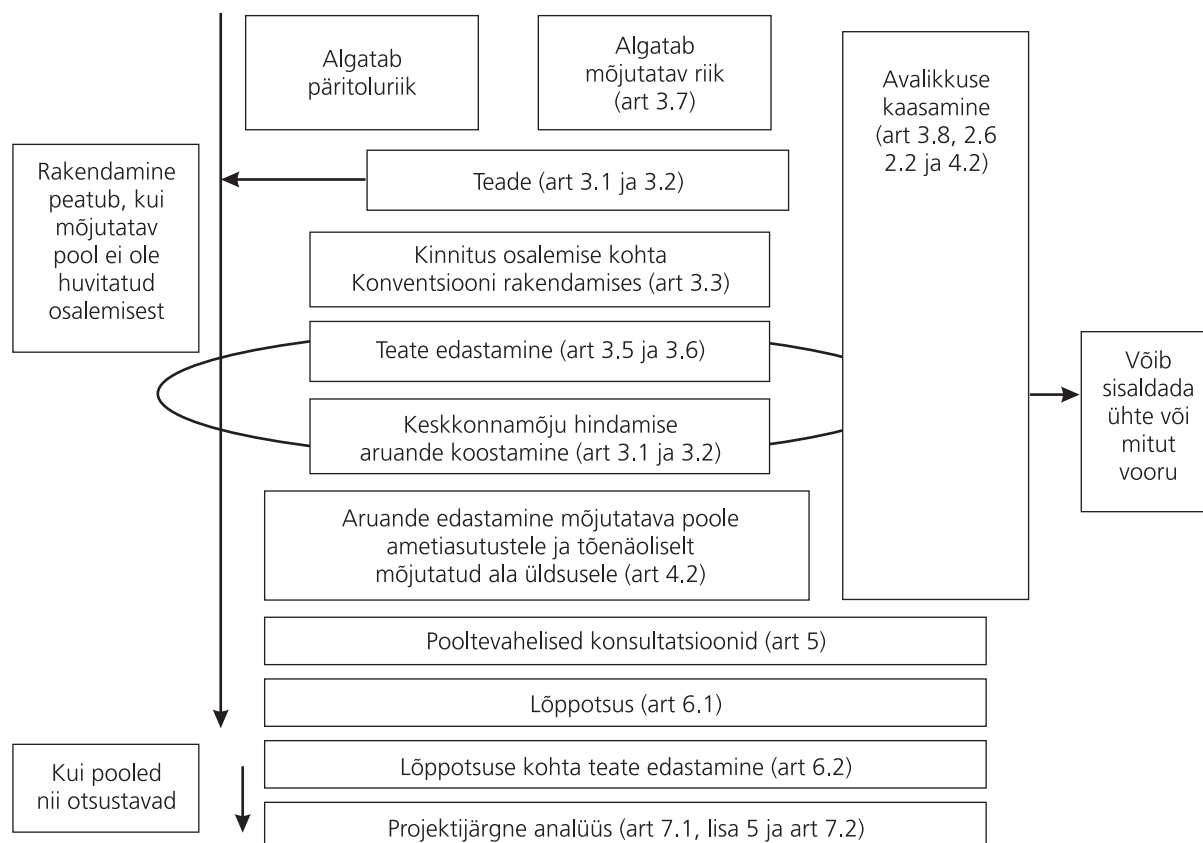 Algatab
päritoluriik
Algatab
mõjutatav riik
(art 3.7)
Avalikkuse
kaasamine
(art 3.8, 2.6
2.2 ja 4.2)
Rakendamine
peatub, kui
mõjutatav
pool ei ole
huvitatud
osalemisest
Teade (art 3.1 ja 3.2)
Kinnitus osalemise kohta
Konventsiooni rakendamises (art 3.3)
Teate edastamine (art 3.5 ja 3.6)
Keskkonnamõju hindamise
aruande koostamine (art 3.1 ja 3.2)
Võib
sisaldada
ühte või
mitut
vooru
Aruande edastamine mõjutatava poole
ametiasutustele ja tõenäoliselt
mõjutatud ala üldsusele (art 4.2)
Pooltevahelised konsultatsioonid (art 5)
Lõppotsus (art 6.1)
Kui pooled
nii otsustavad
Lõppotsuse kohta teate edastamine (art 6.2)
Projektijärgne analüüs (art 7.1, lisa 5 ja art 7.2)